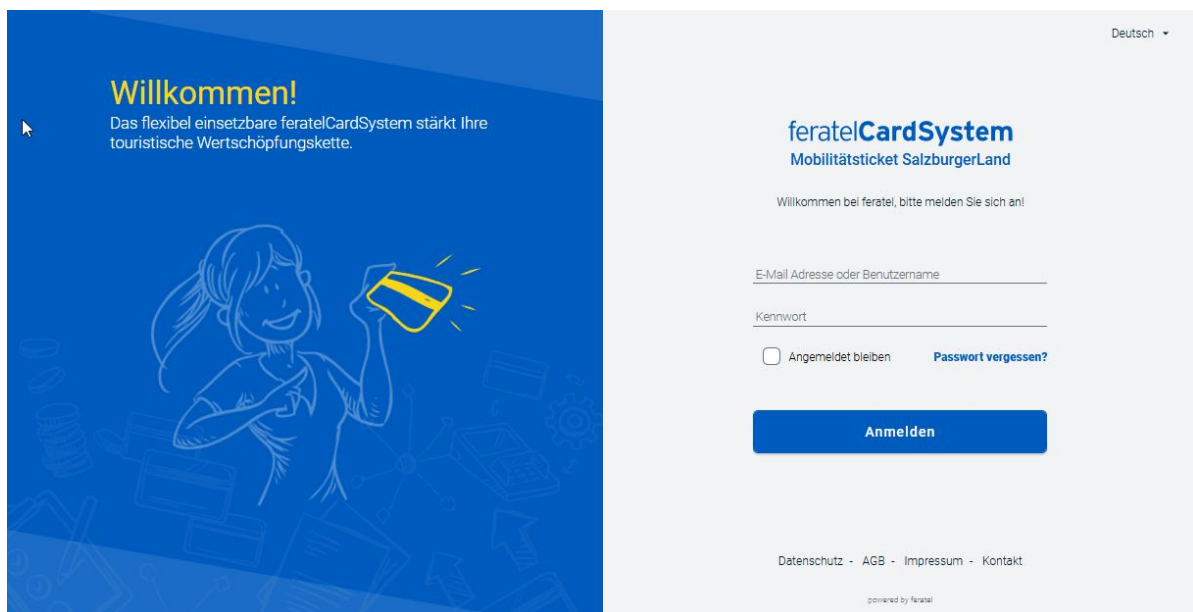 Deutsch
Willkommen!
Das flexibel einsetzbare feratelCardSystem stärkt Ihre
touristische Wertschöpfungskette.
feratelCardSystem
Mobilitätsticket SalzburgerLand
Willkommen bei feratel, bitte melden Sie sich an!
E-Mail Adresse oder Benutzername
Kennwort
Angemeldet bleiben Passwort vergessen?
Anmelden
Datenschutz - AGB - Impressum - Kontakt
powered by feratel